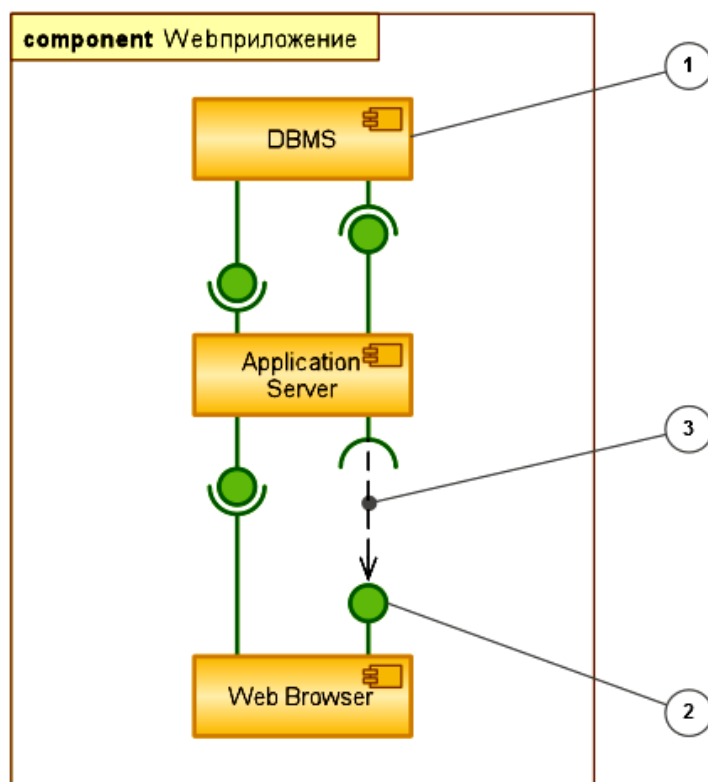 component Webприложение
1
DBMS
Application
Server
3
Web Browser
2